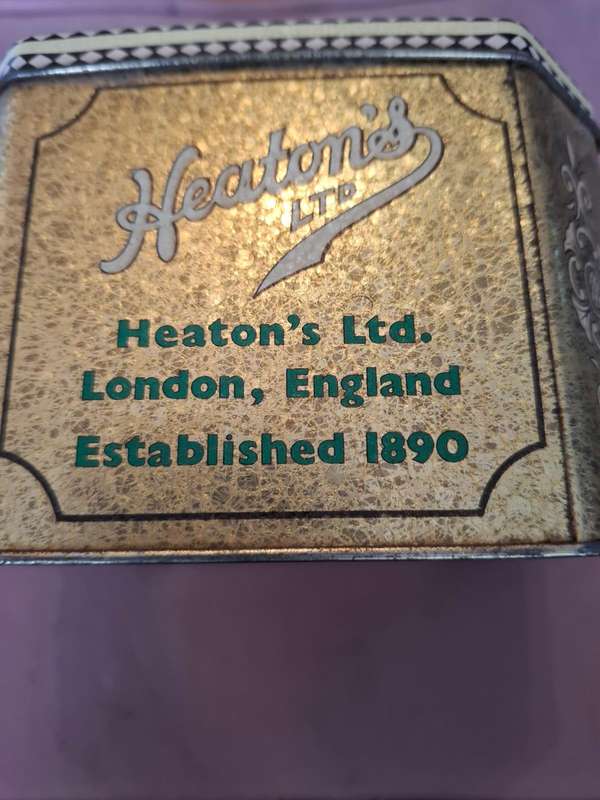 Heaton's
LTD
Heaton's Ltd.
London, England
Established 1890